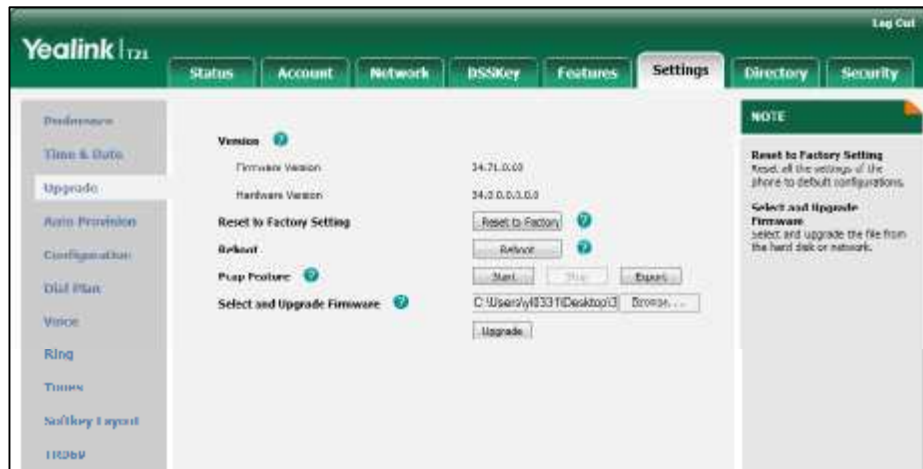 Log Out
Yealink T21
Status Account Network DSSKey Features Settings Directory Security
Preference
Time & Date
Upgrade
Auto Provision
Configuration
Dial Plan
Voice
Ring
Tones
Softkey Layout
TR069
Version ?
Firmware Version
Hardware Version
Reset to Factory Setting Reset to Factory ?
Reboot Reboot ?
Pcap Feature ? Start Stop Export
Select and Upgrade Firmware ? Browse...
Upgrade
NOTE
Reset to Factory Setting
Reset all the settings of the
phone to default configurations.
Select and Upgrade
Firmware
Select and upgrade the file from
the hard disk or network.